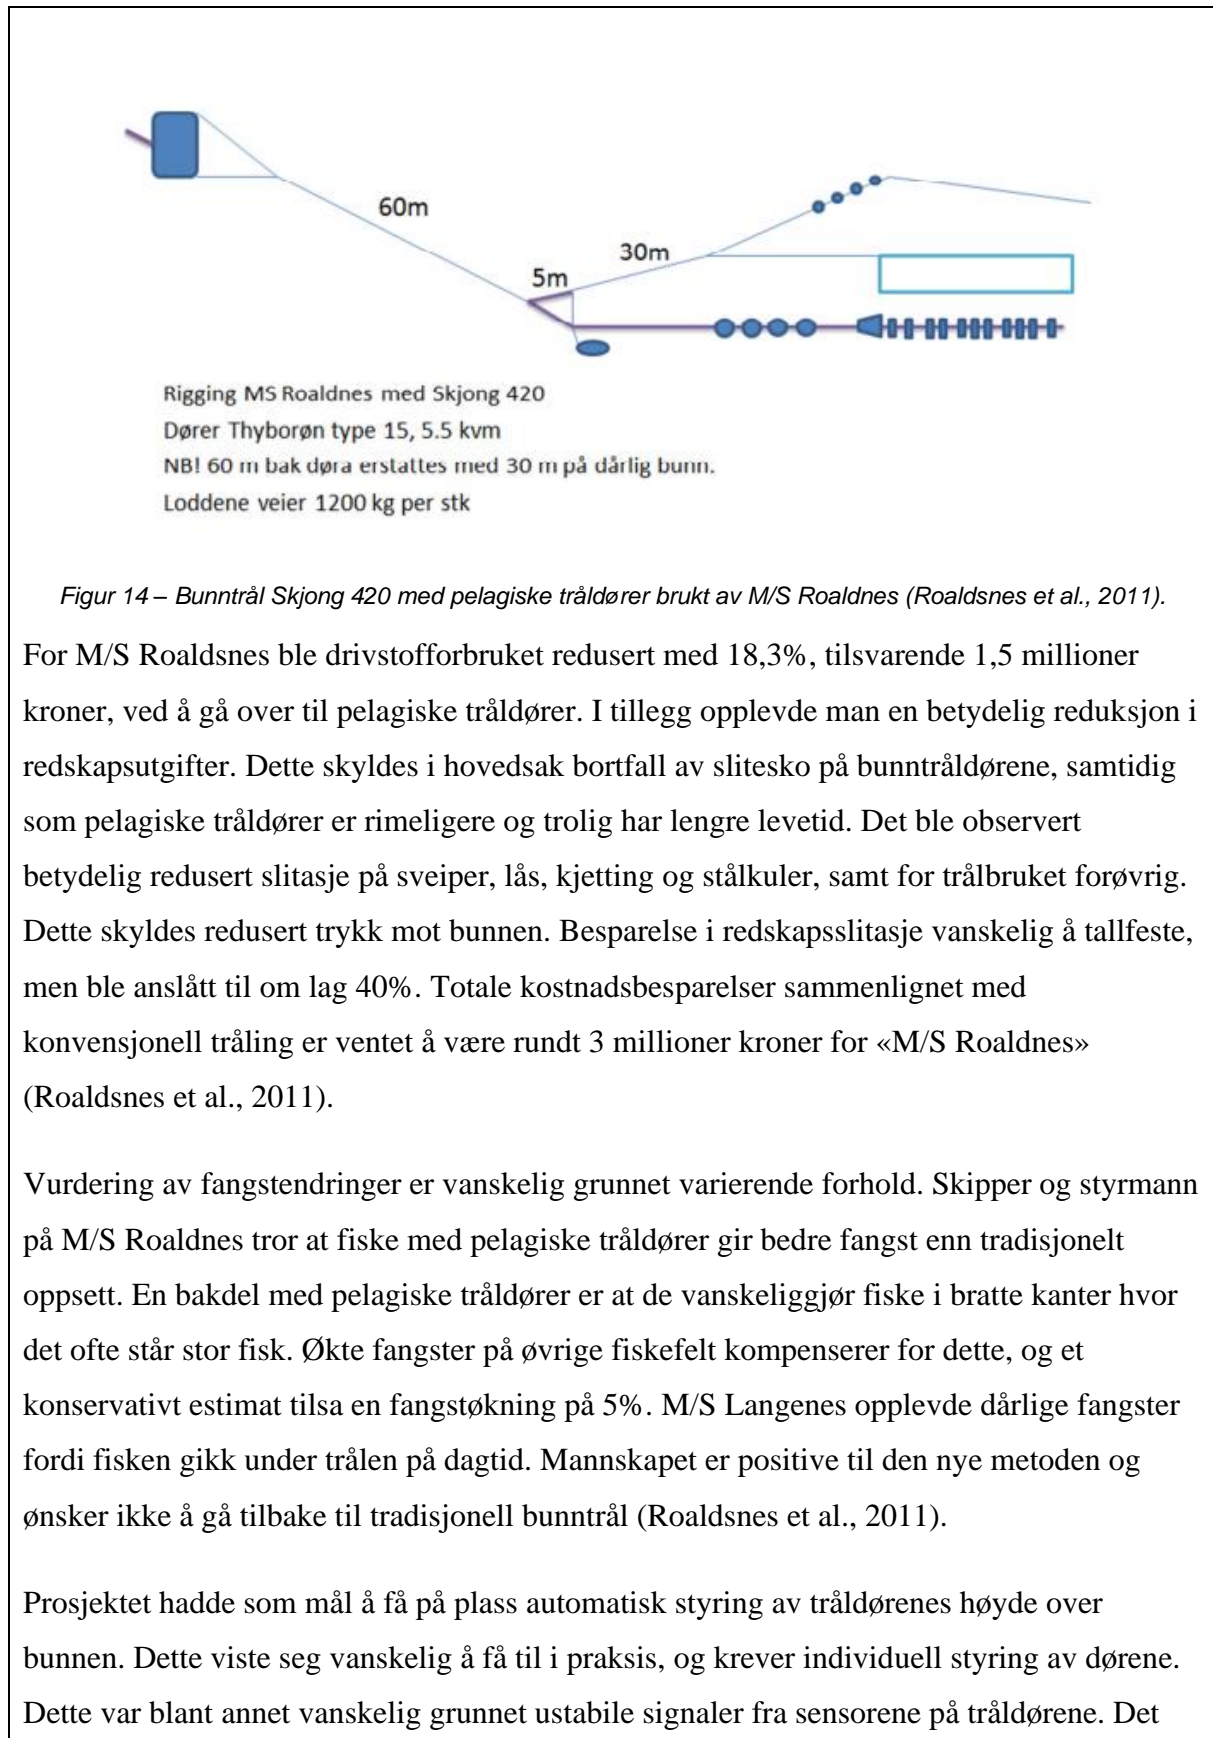 60m
30m
5m
Rigging MS Roaldnes med Skjong 420
Dører Thyborøn type 15, 5.5 kvm
NB! 60 m bak døra erstattes med 30 m på dårlig bunn.
Loddene veier 1200 kg per stk
Figur 14 – Bunntrål Skjong 420 med pelagiske tråldører brukt av M/S Roaldnes (Roaldsnes et al., 2011).
For M/S Roaldsnes ble drivstofforbruket redusert med 18,3%, tilsvarende 1,5 millioner
kroner, ved å gå over til pelagiske tråldører. I tillegg opplevde man en betydelig reduksjon i
redskapsutgifter. Dette skyldes i hovedsak bortfall av slitesko på bunntråldørene, samtidig
som pelagiske tråldører er rimeligere og trolig har lengre levetid. Det ble observert
betydelig redusert slitasje på sveiper, lås, kjetting og stålkuler, samt for trålbruket forøvrig.
Dette skyldes redusert trykk mot bunnen. Besparelse i redskapsslitasje vanskelig å tallfeste,
men ble anslått til om lag 40%. Totale kostnadsbesparelser sammenlignet med
konvensjonell tråling er ventet å være rundt 3 millioner kroner for «M/S Roaldnes»
(Roaldsnes et al., 2011).
Vurdering av fangstendringer er vanskelig grunnet varierende forhold. Skipper og styrmann
på M/S Roaldnes tror at fiske med pelagiske tråldører gir bedre fangst enn tradisjonelt
oppsett. En bakdel med pelagiske tråldører er at de vanskeliggjør fiske i bratte kanter hvor
det ofte står stor fisk. Økte fangster på øvrige fiskefelt kompenserer for dette, og et
konservativt estimat tilsa en fangstøkning på 5%. M/S Langenes opplevde dårlige fangster
fordi fisken gikk under trålen på dagtid. Mannskapet er positive til den nye metoden og
ønsker ikke å gå tilbake til tradisjonell bunntrål (Roaldsnes et al., 2011).
Prosjektet hadde som mål å få på plass automatisk styring av tråldørenes høyde over
bunnen. Dette viste seg vanskelig å få til i praksis, og krever individuell styring av dørene.
Dette var blant annet vanskelig grunnet ustabile signaler fra sensorene på tråldørene. Det